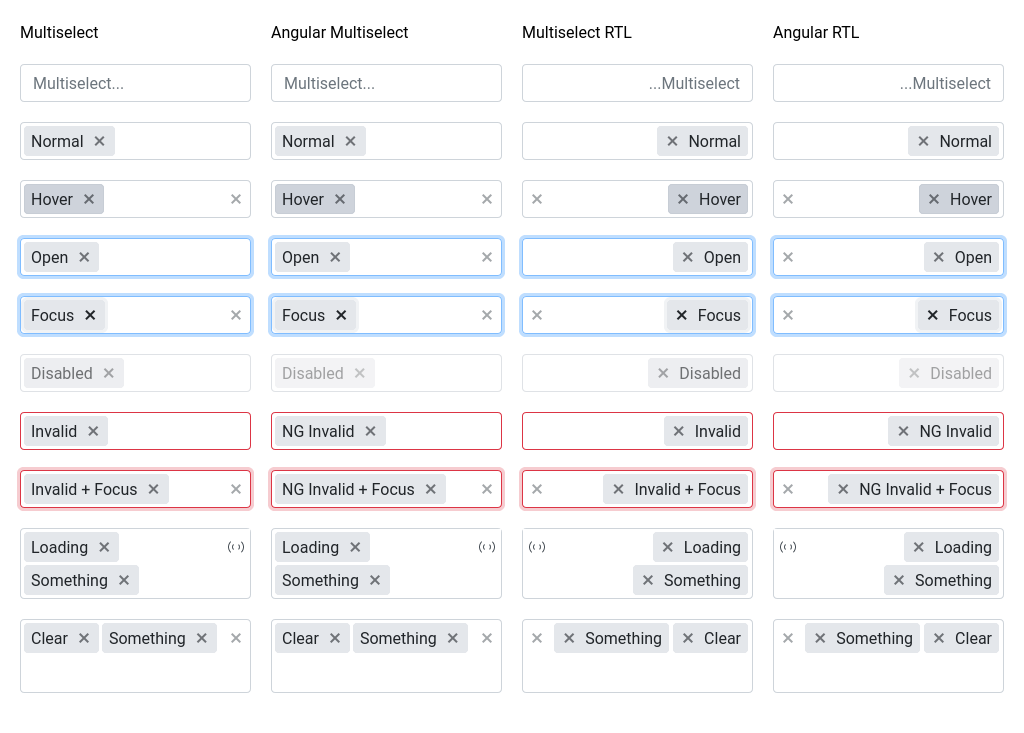 Multiselect Angular Multiselect Multiselect RTL Angular RTL
Multiselect... Multiselect... ...Multiselect ...Multiselect
Normal Normal Normal Normal
Hover Hover Hover Hover
Open Open Open Open
Focus Focus Focus Focus
Disabled Disabled Disabled Disabled
Invalid NG Invalid Invalid NG Invalid
Invalid + Focus NG Invalid + Focus Invalid + Focus NG Invalid + Focus
Loading Loading Loading Loading
Something Something Something Something
Clear Something Clear Something Something Clear Something Clear